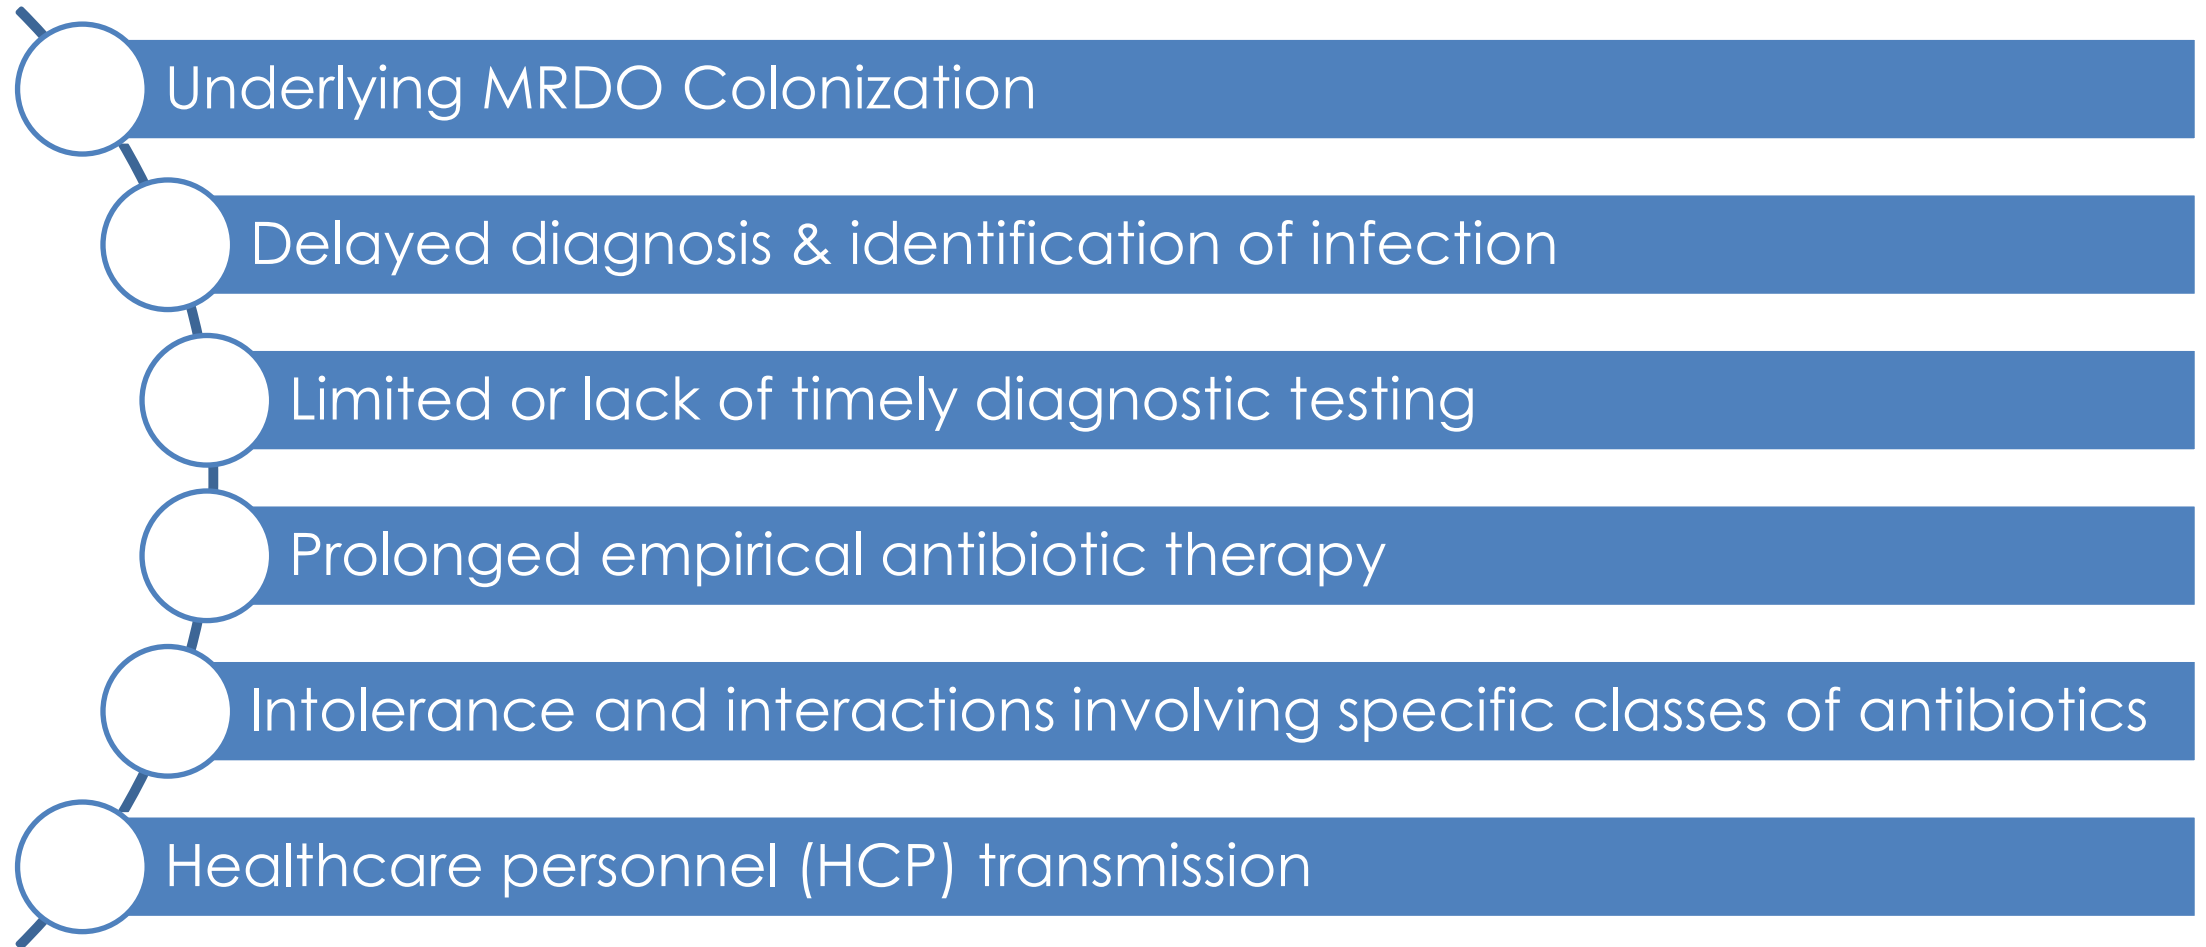 Underlying MRDO Colonization
Delayed diagnosis & identification of infection
Limited or lack of timely diagnostic testing
Prolonged empirical antibiotic therapy
Intolerance and interactions involving specific classes of antibiotics
Healthcare personnel (HCP) transmission